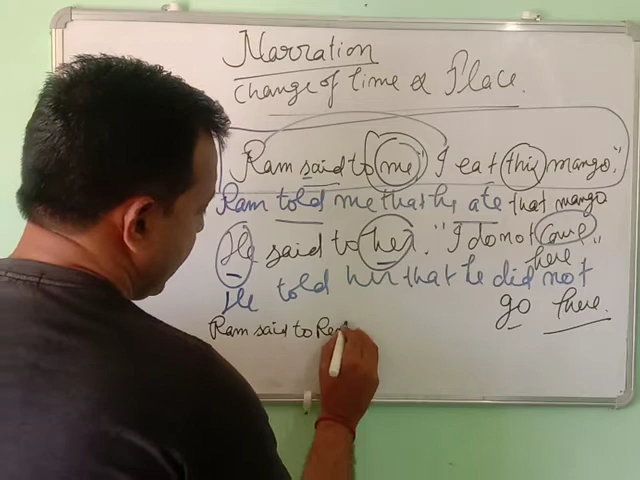 Narration
Change of time & Place.
Ram said to me "I eat this mango."
Ram told me that he ate that mango
He said to her. "I do not come here"
He told her that he did not
go there.
Ram said to